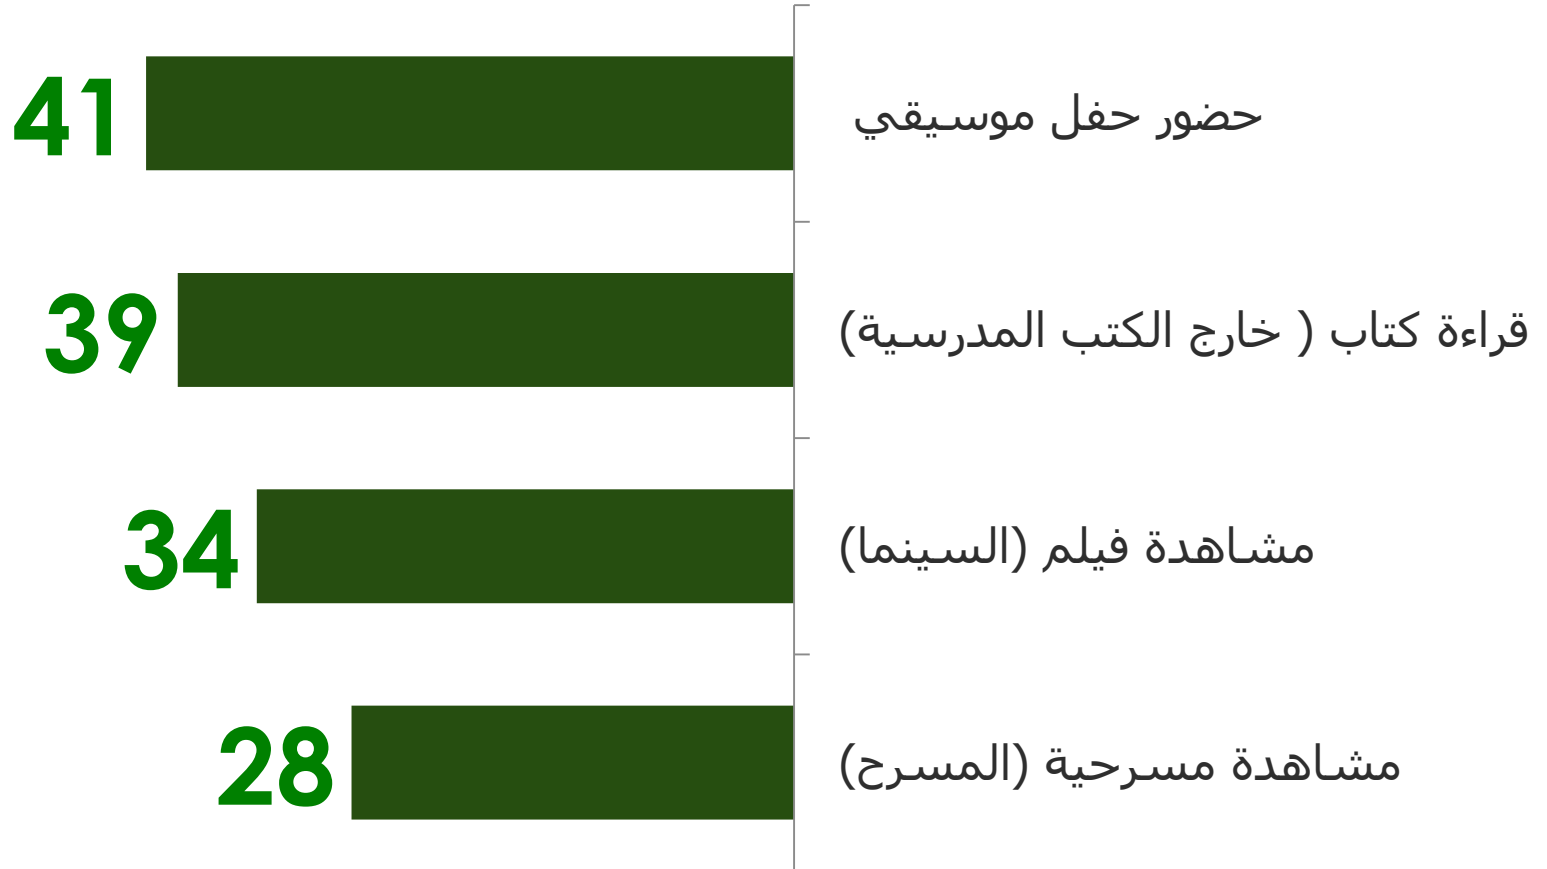 حضور حفل موسيقي
41
قراءة كتاب ( خارج الكتب المدرسية)
39
مشاهدة فيلم (السينما)
34
مشاهدة مسرحية (المسرح)
28